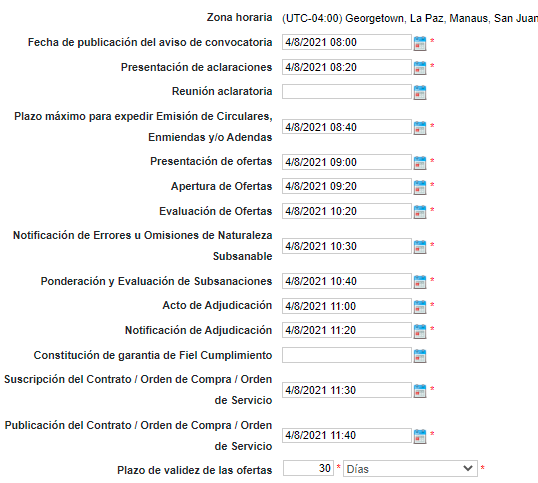 Zona horaria (UTC-04:00) Georgetown, La Paz, Manaus, San Juan
Fecha de publicación del aviso de convocatoria 4/8/2021 08:00 *
Presentación de aclaraciones 4/8/2021 08:20 *
Reunión aclaratoria
Plazo máximo para expedir Emisión de Circulares,
Enmiendas y/o Adendas 4/8/2021 08:40 *
Presentación de ofertas 4/8/2021 09:00 *
Apertura de Ofertas 4/8/2021 09:20 *
Evaluación de Ofertas 4/8/2021 10:20 *
Notificación de Errores u Omisiones de Naturaleza
Subsanable 4/8/2021 10:30 *
Ponderación y Evaluación de Subsanaciones 4/8/2021 10:40 *
Acto de Adjudicación 4/8/2021 11:00 *
Notificación de Adjudicación 4/8/2021 11:20 *
Constitución de garantia de Fiel Cumplimiento
Suscripción del Contrato / Orden de Compra / Orden
de Servicio 4/8/2021 11:30 *
Publicación del Contrato / Orden de Compra / Orden
de Servicio 4/8/2021 11:40 *
Plazo de validez de las ofertas 30 * Días *